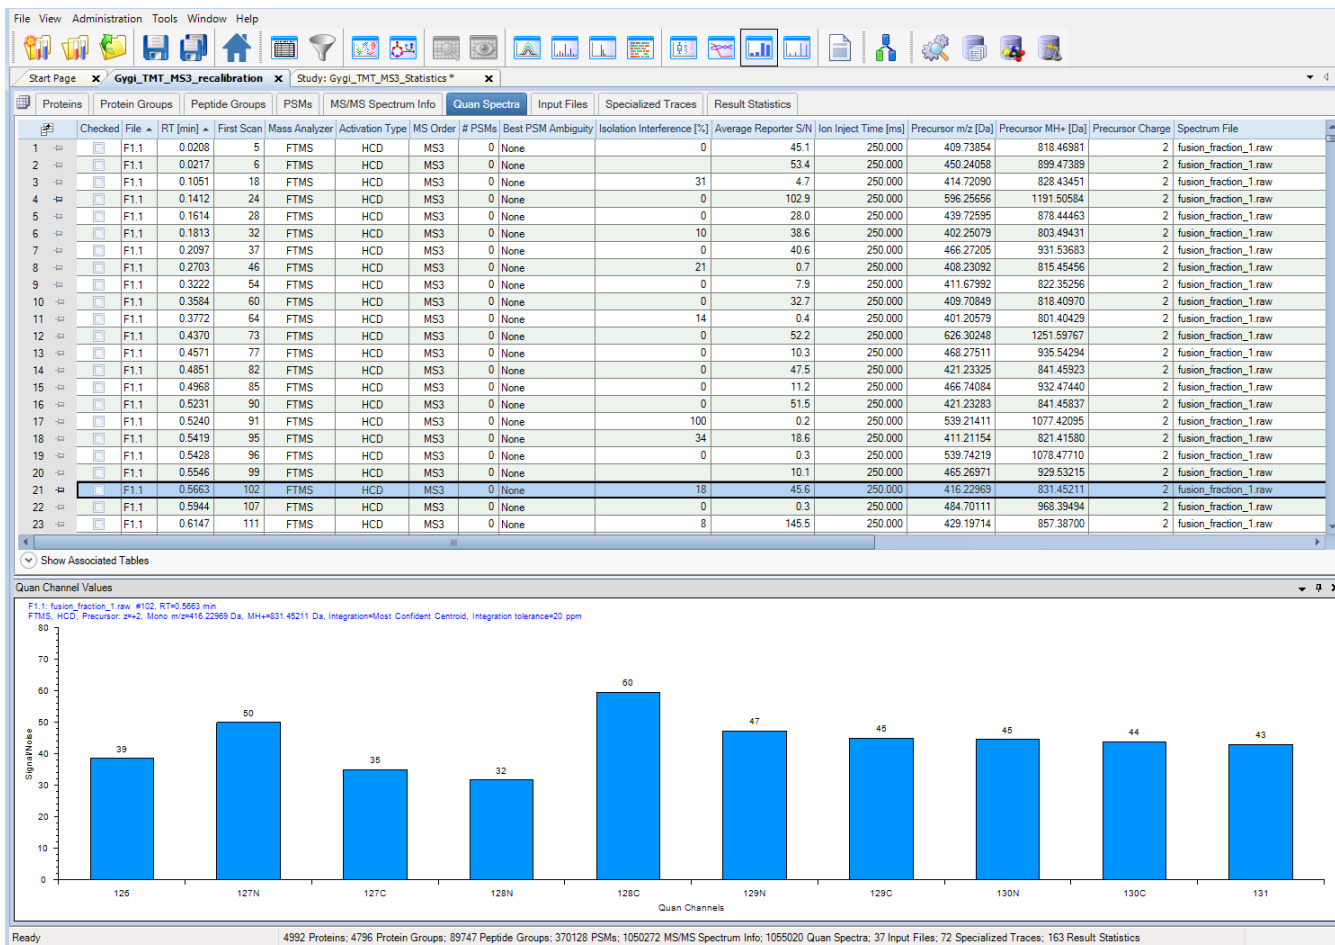 File View Administration Tools Window Help
Start Page x Gygi_TMT_MS3_recalibration x Study: Gygi_TMT_MS3_Statistics * x
Proteins Protein Groups Peptide Groups PSMs MS/MS Spectrum Info Quan Spectra Input Files Specialized Traces Result Statistics
Checked File RT [min] First Scan Mass Analyzer Activation Type MS Order # PSMs Best PSM Ambiguity Isolation Interference [%] Average Reporter S/N Ion Inject Time [ms] Precursor m/z [Da] Precursor MH+ [Da] Precursor Charge Spectrum File
1 F1.1 0.0208 5 FTMS HCD MS3 0 None 0 45.1 250.000 409.73854 818.46981 2 fusion_fraction_1.raw
2 F1.1 0.0217 6 FTMS HCD MS3 0 None 53.4 250.000 450.24058 899.47389 2 fusion_fraction_1.raw
3 F1.1 0.1051 18 FTMS HCD MS3 0 None 31 4.7 250.000 414.72090 828.43451 2 fusion_fraction_1.raw
4 F1.1 0.1412 24 FTMS HCD MS3 0 None 0 102.9 250.000 596.25656 1191.50584 2 fusion_fraction_1.raw
5 F1.1 0.1614 28 FTMS HCD MS3 0 None 0 28.0 250.000 439.72595 878.44463 2 fusion_fraction_1.raw
6 F1.1 0.1813 32 FTMS HCD MS3 0 None 10 38.6 250.000 402.25079 803.49431 2 fusion_fraction_1.raw
7 F1.1 0.2097 37 FTMS HCD MS3 0 None 0 40.6 250.000 466.27205 931.53683 2 fusion_fraction_1.raw
8 F1.1 0.2703 46 FTMS HCD MS3 0 None 21 0.7 250.000 408.23092 815.45456 2 fusion_fraction_1.raw
9 F1.1 0.3222 54 FTMS HCD MS3 0 None 0 7.9 250.000 411.67992 822.35256 2 fusion_fraction_1.raw
10 F1.1 0.3584 60 FTMS HCD MS3 0 None 0 32.7 250.000 409.70849 818.40970 2 fusion_fraction_1.raw
11 F1.1 0.3772 64 FTMS HCD MS3 0 None 14 0.4 250.000 401.20579 801.40429 2 fusion_fraction_1.raw
12 F1.1 0.4370 73 FTMS HCD MS3 0 None 0 52.2 250.000 626.30248 1251.59767 2 fusion_fraction_1.raw
13 F1.1 0.4571 77 FTMS HCD MS3 0 None 0 10.3 250.000 468.27511 935.54294 2 fusion_fraction_1.raw
14 F1.1 0.4851 82 FTMS HCD MS3 0 None 0 47.5 250.000 421.23325 841.45923 2 fusion_fraction_1.raw
15 F1.1 0.4968 85 FTMS HCD MS3 0 None 0 11.2 250.000 466.74084 932.47440 2 fusion_fraction_1.raw
16 F1.1 0.5231 90 FTMS HCD MS3 0 None 0 51.5 250.000 421.23283 841.45837 2 fusion_fraction_1.raw
17 F1.1 0.5240 91 FTMS HCD MS3 0 None 100 0.2 250.000 539.21411 1077.42095 2 fusion_fraction_1.raw
18 F1.1 0.5419 95 FTMS HCD MS3 0 None 34 18.6 250.000 411.21154 821.41580 2 fusion_fraction_1.raw
19 F1.1 0.5428 96 FTMS HCD MS3 0 None 0 0.3 250.000 539.74219 1078.47710 2 fusion_fraction_1.raw
20 F1.1 0.5546 99 FTMS HCD MS3 0 None 10.1 250.000 465.26971 929.53215 2 fusion_fraction_1.raw
21 F1.1 0.5663 102 FTMS HCD MS3 0 None 18 45.6 250.000 416.22969 831.45211 2 fusion_fraction_1.raw
22 F1.1 0.5944 107 FTMS HCD MS3 0 None 0 0.3 250.000 484.70111 968.39494 2 fusion_fraction_1.raw
23 F1.1 0.6147 111 FTMS HCD MS3 0 None 8 145.5 250.000 429.19714 857.38700 2 fusion_fraction_1.raw
Show Associated Tables
Quan Channel Values
F1.1: fusion_fraction_1.raw #102, RT=0.5663 min
FTMS, HCD, Precursor: z=+2, Mono m/z=416.22969 Da, MH+=831.45211 Da, Integration=Most Confident Centroid, Integration tolerance=20 ppm
80
70
60
50
40
30
20
10
0
Signal/Noise
39 50 35 32 60 47 45 45 44 43
126 127N 127C 128N 128C 129N 129C 130N 130C 131
Quan Channels
Ready 4992 Proteins; 4796 Protein Groups; 89747 Peptide Groups; 370128 PSMs; 1050272 MS/MS Spectrum Info; 1055020 Quan Spectra; 37 Input Files; 72 Specialized Traces; 163 Result Statistics